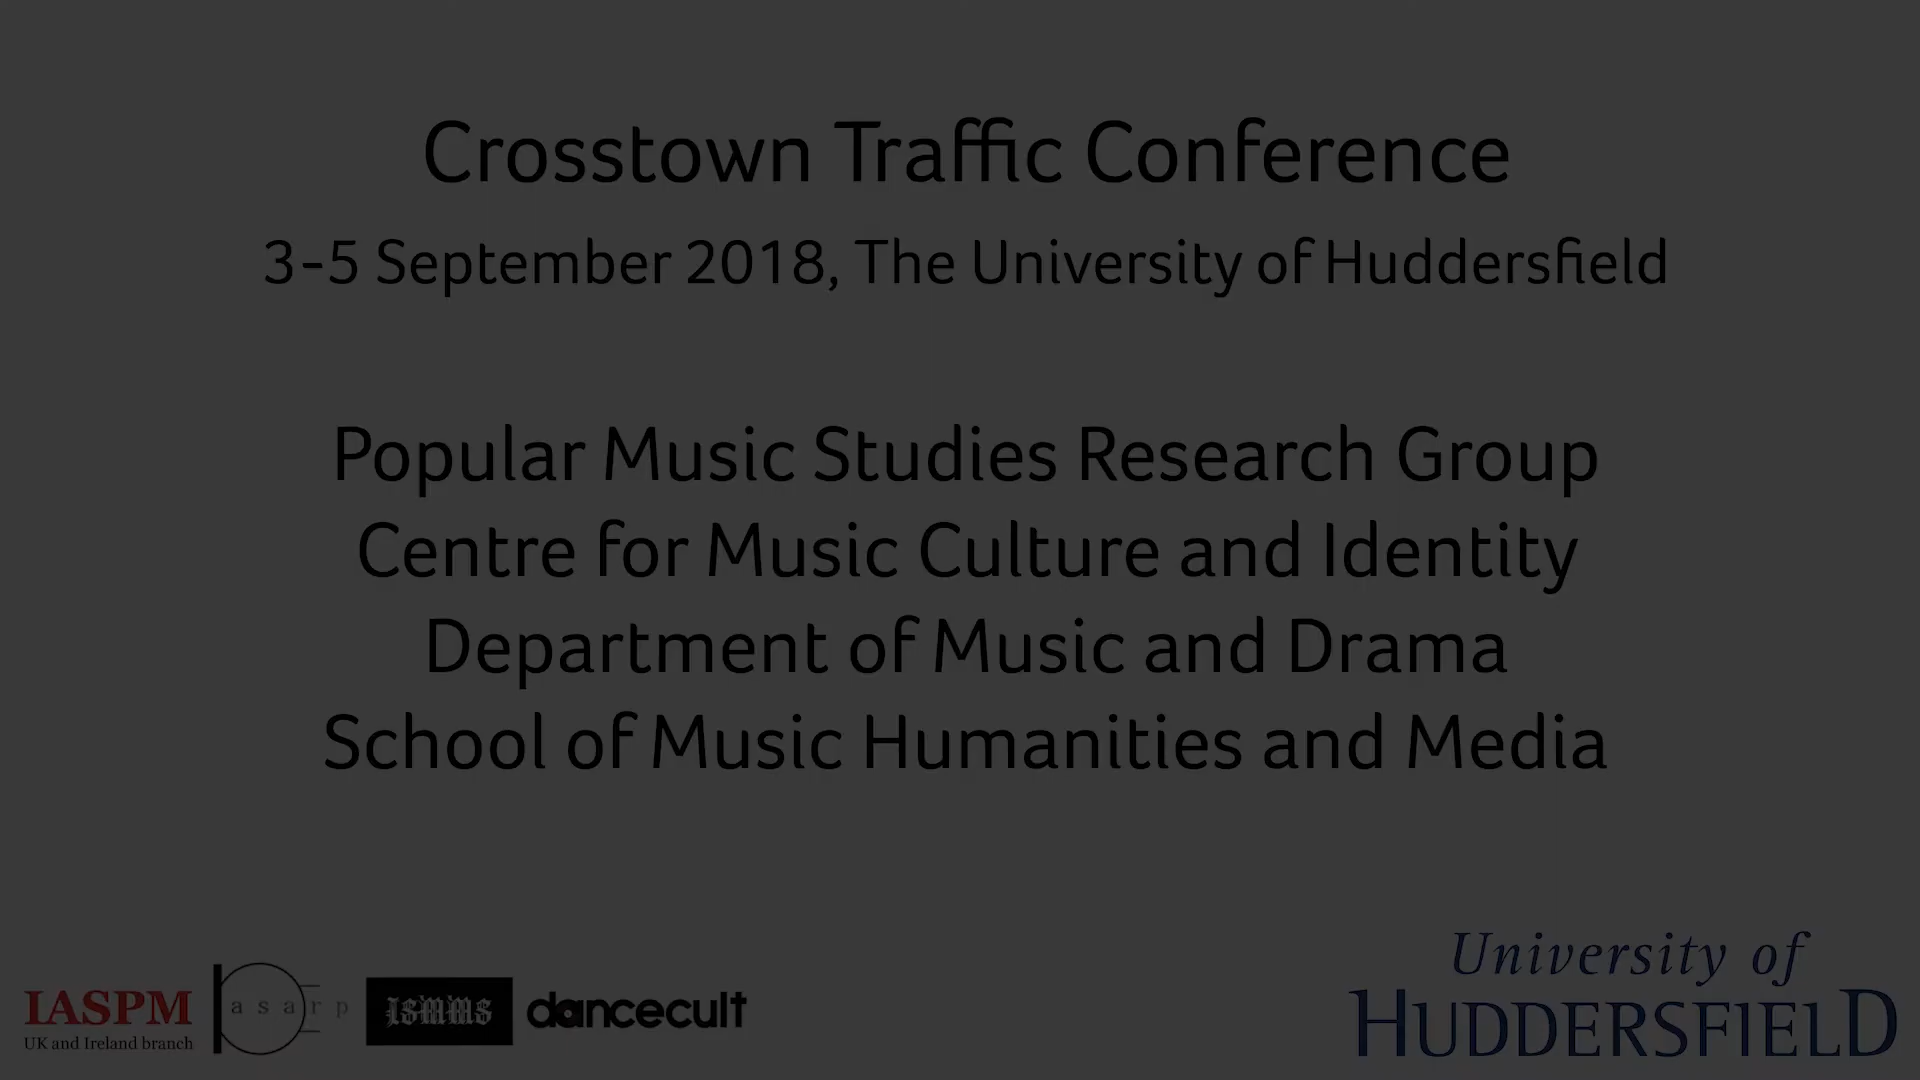 Crosstown Traffic Conference
3-5 September 2018, The University of Huddersfield
Popular Music Studies Research Group
Centre for Music Culture and Identity
Department of Music and Drama
School of Music Humanities and Media
IASPM
UK and Ireland branch
asarp
ismms
dancecult
University of
HUDDERSFIELD